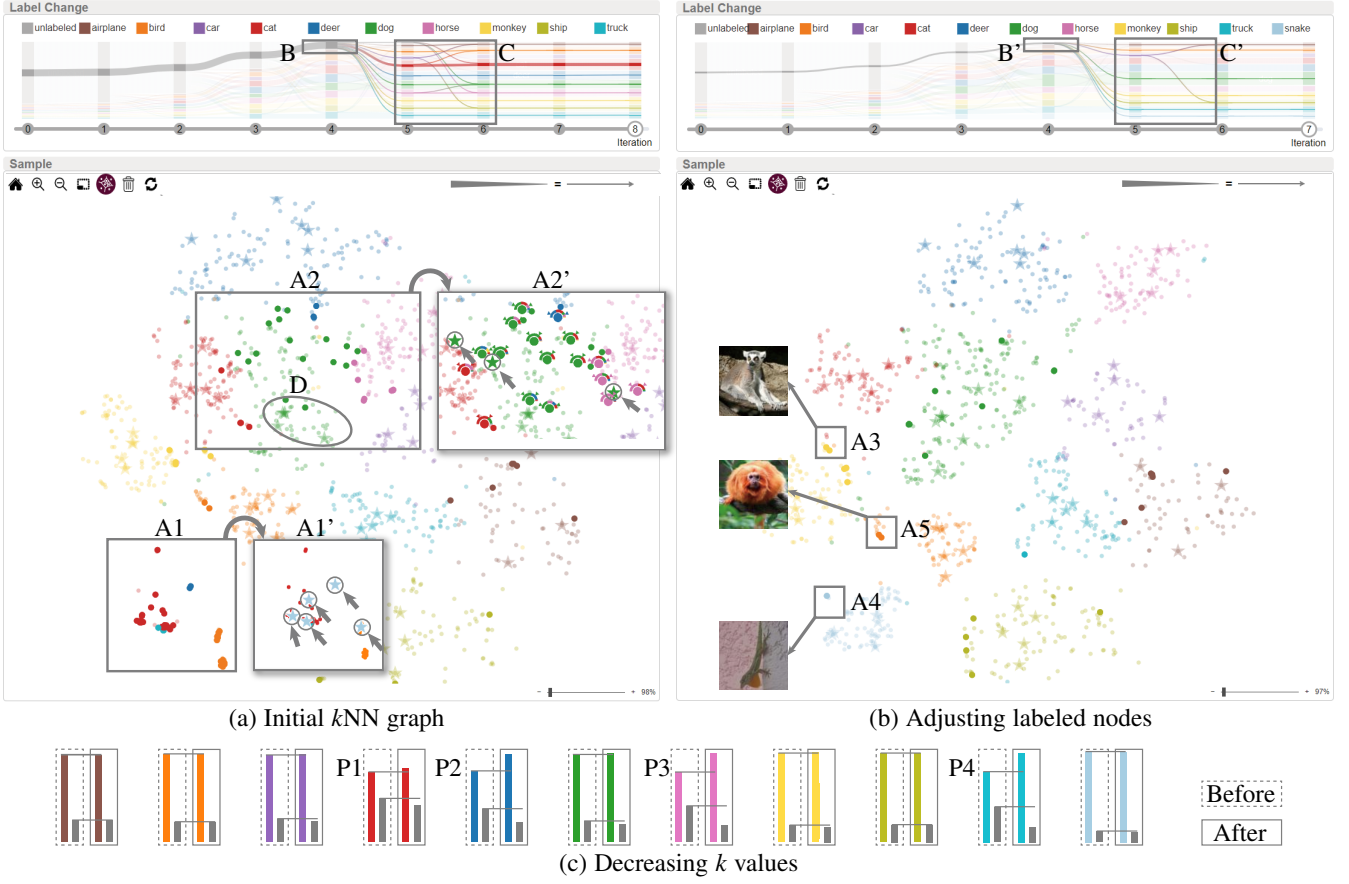 Label Change
unlabeled airplane bird car cat deer dog horse monkey ship truck
B
C
0 1 2 3 4 5 6 7 8
Iteration
Sample
=
A2
A2’
D
A1
A1’
− + 98%
(a) Initial kNN graph
Label Change
unlabeled airplane bird car cat deer dog horse monkey ship truck snake
B’
C’
0 1 2 3 4 5 6 7
Iteration
Sample
=
A3
A5
A4
− + 97%
(b) Adjusting labeled nodes
P1 P2 P3 P4
Before
After
(c) Decreasing k values